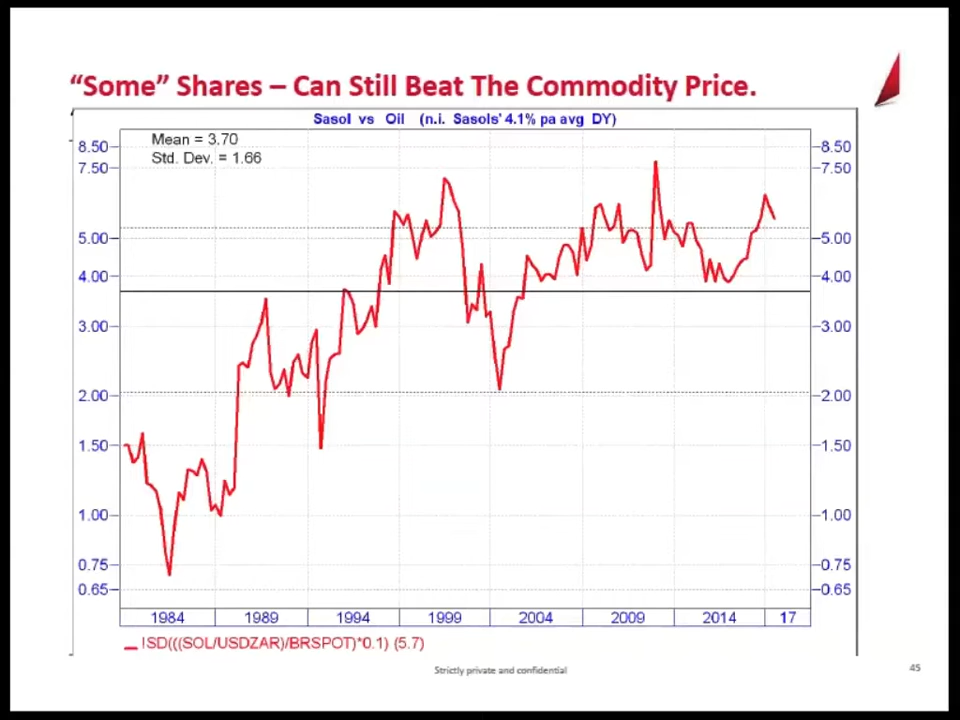 “Some” Shares – Can Still Beat The Commodity Price.
Sasol vs Oil (n.i. Sasols' 4.1% pa avg DY)
Mean = 3.70
Std. Dev. = 1.66
8.50 8.50
7.50 7.50
5.00 5.00
4.00 4.00
3.00 3.00
2.00 2.00
1.50 1.50
1.00 1.00
0.75 0.75
0.65 0.65
1984 1989 1994 1999 2004 2009 2014 17
!SD(((SOL/USDZAR)/BRSPOT)*0.1) (5.7)
Strictly private and confidential
45